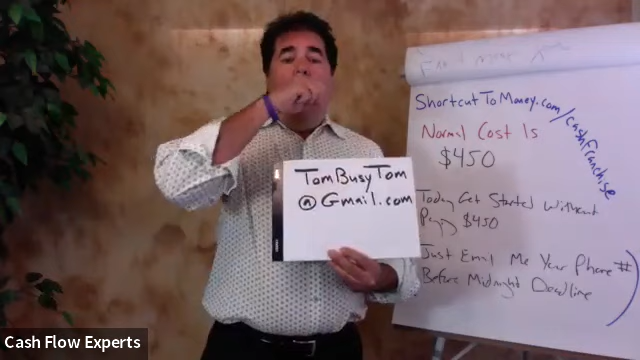 TomBusyTom
@Gmail.com
ShortcutToMoney.com/cashfranchise
Normal Cost Is
$450
Today Get Started Without
Paying $450
Just Email Me Your Phone #
Before Midnight Deadline
Cash Flow Experts